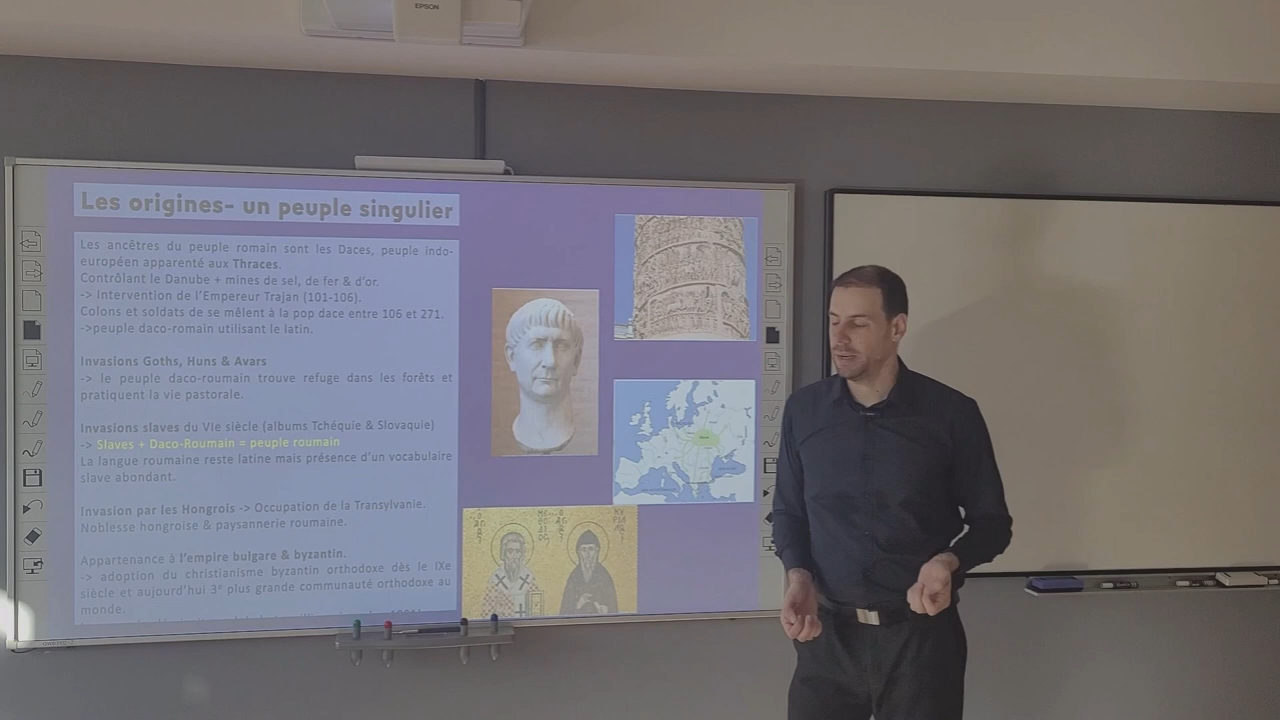 EPSON
Les origines- un peuple singulier
Les ancêtres du peuple romain sont les Daces, peuple indo-
européen apparenté aux Thraces.
Contrôlant le Danube + mines de sel, de fer & d'or.
-> Intervention de l'Empereur Trajan (101-106).
Colons et soldats de se mêlent à la pop dace entre 106 et 271.
->peuple daco-romain utilisant le latin.
Invasions Goths, Huns & Avars
-> le peuple daco-roumain trouve refuge dans les forêts et
pratiquent la vie pastorale.
Invasions slaves du VIe siècle (albums Tchéquie & Slovaquie)
-> Slaves + Daco-Roumain = peuple roumain
La langue roumaine reste latine mais présence d'un vocabulaire
slave abondant.
Invasion par les Hongrois -> Occupation de la Transylvanie.
Noblesse hongroise & paysannerie roumaine.
Appartenance à l'empire bulgare & byzantin.
-> adoption du christianisme byzantin orthodoxe dès le IXe
siècle et aujourd'hui 3e plus grande communauté orthodoxe au
monde.